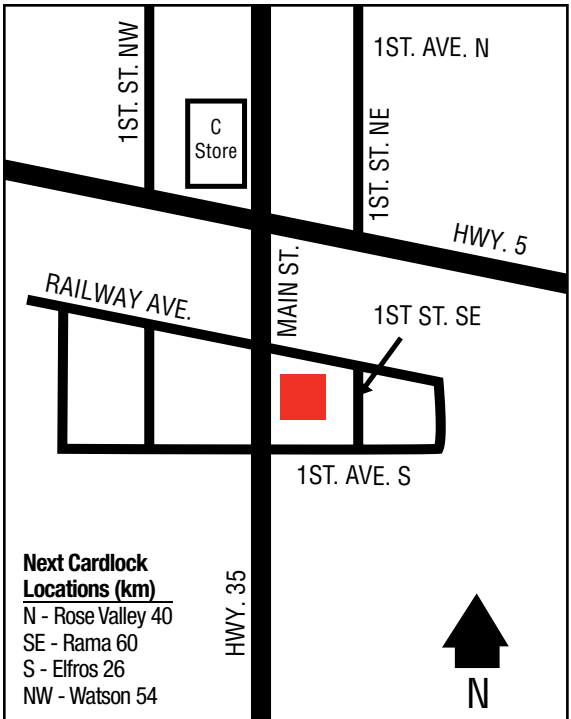 1ST. ST. NW
1ST. AVE. N
C
Store
1ST. ST. NE
HWY. 5
MAIN ST.
RAILWAY AVE.
1ST ST. SE
1ST. AVE. S
HWY. 35
Next Cardlock
Locations (km)
N - Rose Valley 40
SE - Rama 60
S - Elfros 26
NW - Watson 54
N